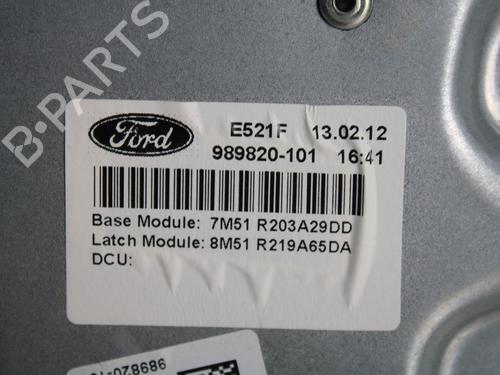 B-PARTS
Ford
E521F 13.02.12
989820-101 16:41
Base Module: 7M51 R203A29DD
Latch Module: 8M51 R219A65DA
DCU: